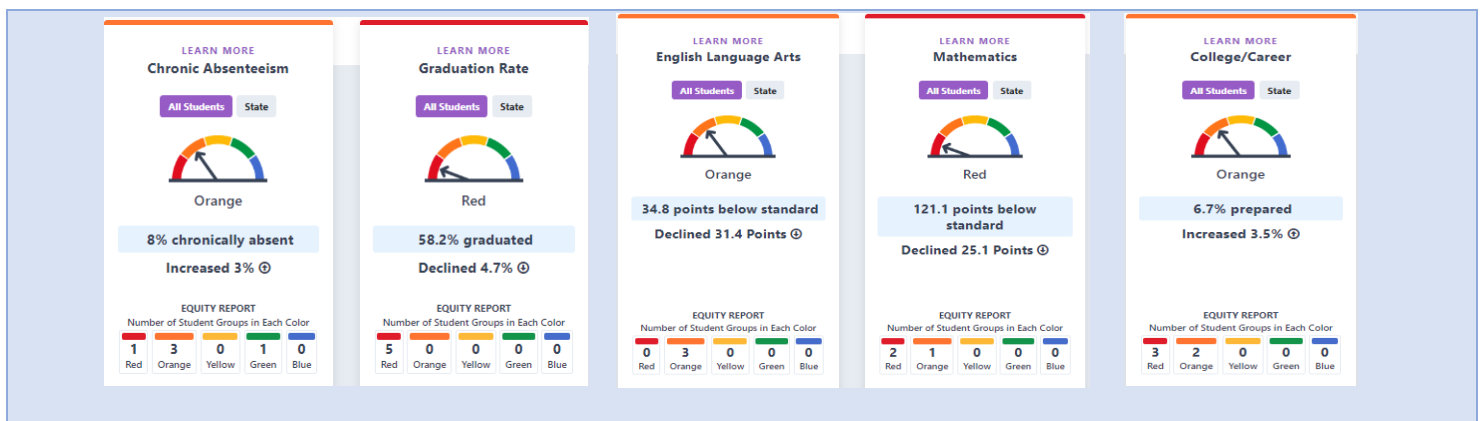 LEARN MORE
Chronic Absenteeism
All Students State
Orange
8% chronically absent
Increased 3%
EQUITY REPORT
Number of Student Groups in Each Color
1 3 0 1 0
Red Orange Yellow Green Blue
LEARN MORE
Graduation Rate
All Students State
Red
58.2% graduated
Declined 4.7%
EQUITY REPORT
Number of Student Groups in Each Color
5 0 0 0 0
Red Orange Yellow Green Blue
LEARN MORE
English Language Arts
All Students State
Orange
34.8 points below standard
Declined 31.4 Points
EQUITY REPORT
Number of Student Groups in Each Color
0 3 0 0 0
Red Orange Yellow Green Blue
LEARN MORE
Mathematics
All Students State
Red
121.1 points below
standard
Declined 25.1 Points
EQUITY REPORT
Number of Student Groups in Each Color
2 1 0 0 0
Red Orange Yellow Green Blue
LEARN MORE
College/Career
All Students State
Orange
6.7% prepared
Increased 3.5%
EQUITY REPORT
Number of Student Groups in Each Color
3 2 0 0 0
Red Orange Yellow Green Blue